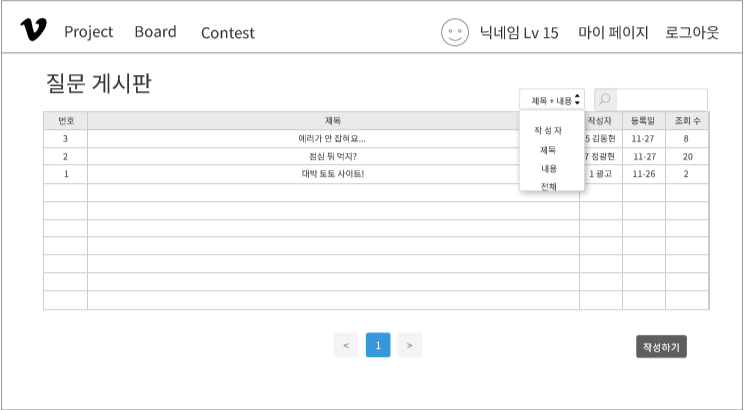 Project Board Contest 닉네임 Lv 15 마이 페이지 로그아웃
질문 게시판
제목 + 내용
번호 제목 작성자 등록일 조회 수
작 성 자
제목
내용
전체
3 에러가 안 잡혀요... 5 김동현 11-27 8
2 점심 뭐 먹지? 7 정광현 11-27 20
1 대박 토토 사이트! 1 광고 11-26 2
< 1 >
작성하기